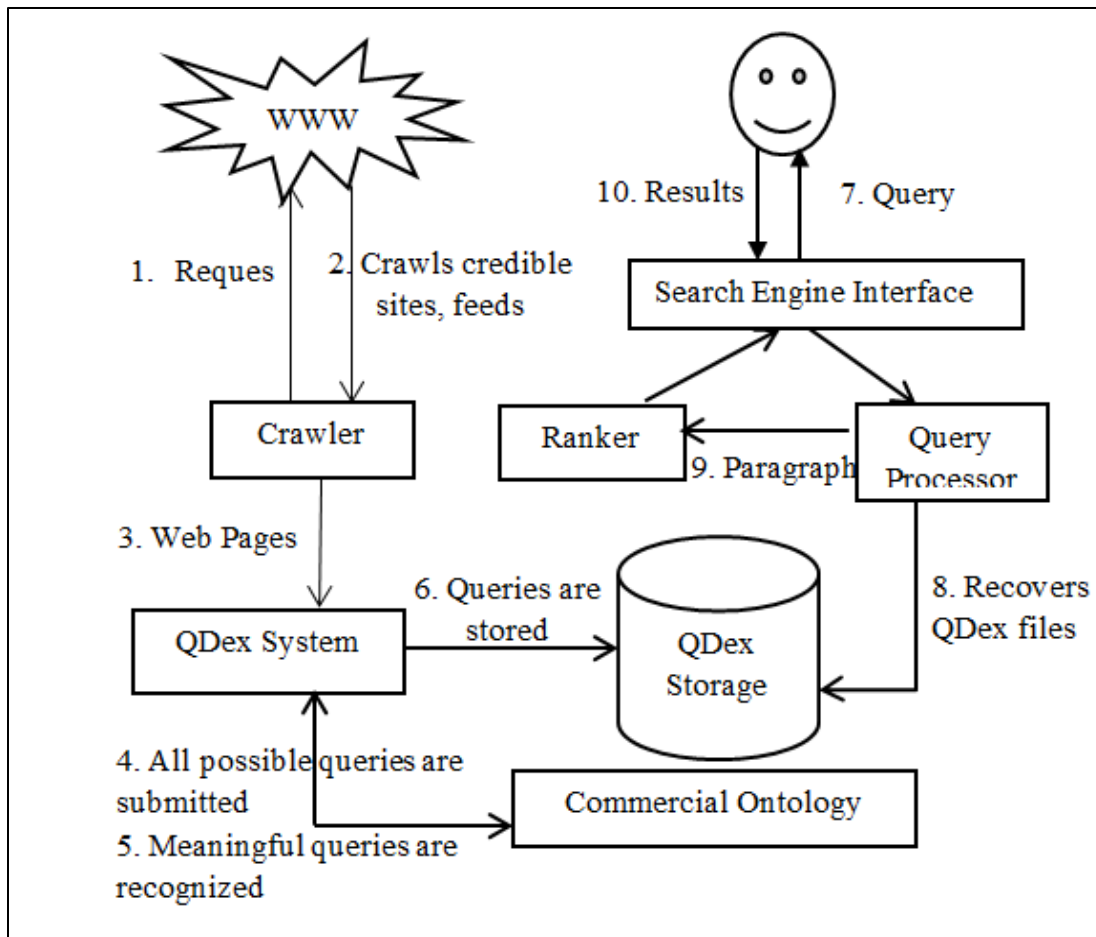 WWW
10. Results
7. Query
1. Reques
2. Crawls credible
sites, feeds
Search Engine Interface
Crawler
Ranker
Query
Processor
9. Paragraph
3. Web Pages
6. Queries are
stored
8. Recovers
QDex files
QDex System
QDex
Storage
4. All possible queries are
submitted
Commercial Ontology
5. Meaningful queries are
recognized